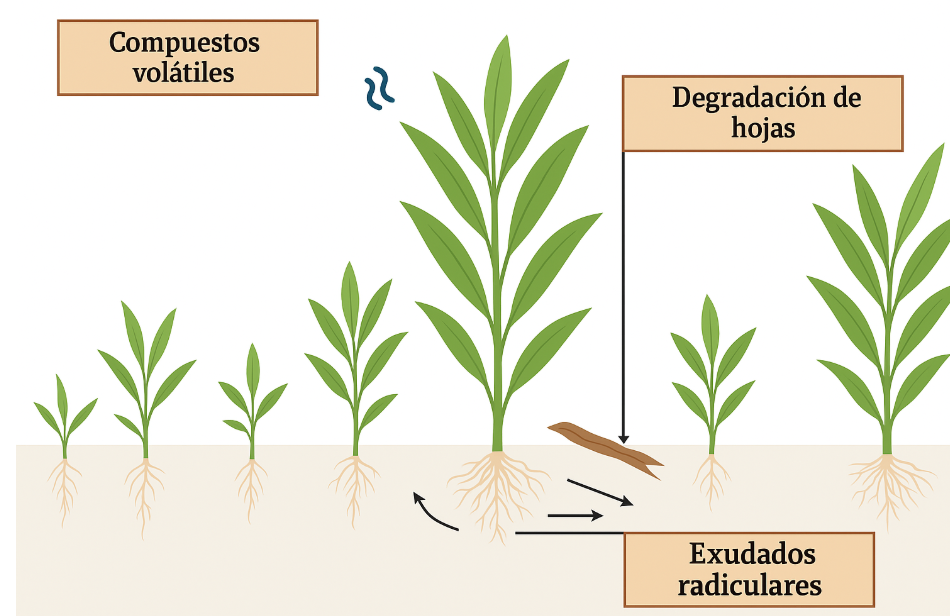 Compuestos
volátiles
Degradación de
hojas
Exudados
radiculares